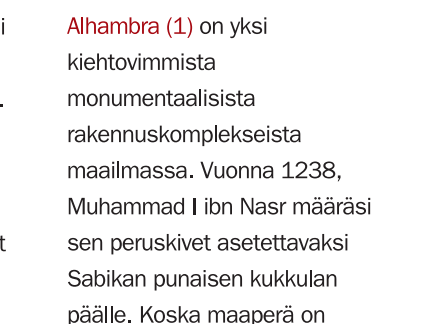 Alhambra (1) on yksi
kiehtovimmista
monumentaalisista
rakennuskomplekseista
maailmassa. Vuonna 1238,
Muhammad I ibn Nasr määräsi
sen peruskivet asetettavaksi
Sabikan punaisen kukkulan
päälle. Koska maaperä on